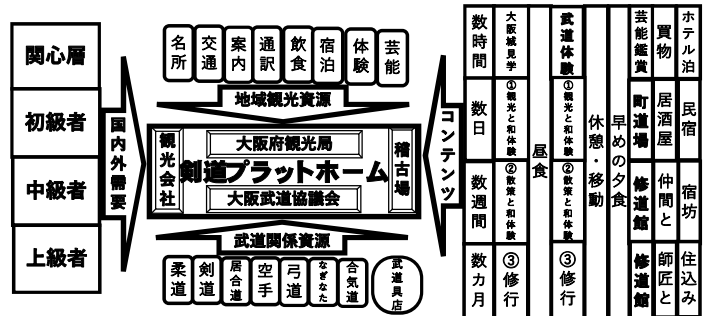 関心層
初級者
中級者
上級者
国内外需要
名所
交通
案内
通訳
飲食
宿泊
体験
芸能
地域観光資源
観光会社
大阪府観光局
剣道プラットホーム
大阪武道協議会
稽古場
武道関係資源
柔道
剣道
居合道
空手
弓道
なぎなた
合気道
武道具店
コンテンツ
数時間
大阪城見学
武道体験
芸能鑑賞
買物
ホテル泊
数日
①観光と和体験
①観光と和体験
町道場
居酒屋
民宿
昼食
休憩・移動
早めの夕食
数週間
②散策と和体験
②散策と和体験
修道館
仲間と
宿坊
数カ月
③修行
③修行
修道館
師匠と
住込み